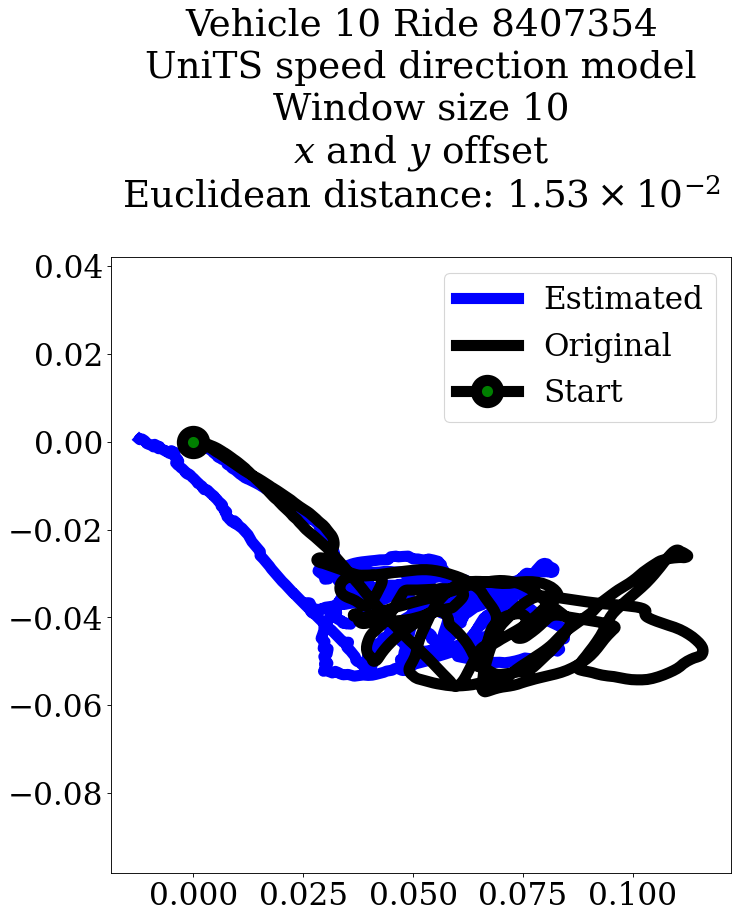 Vehicle 10 Ride 8407354
UniTS speed direction model
Window size 10
x and y offset
Euclidean distance: 1.53 × 10⁻²
0.04
0.02
0.00
−0.02
−0.04
−0.06
−0.08
Estimated
Original
Start
0.000 0.025 0.050 0.075 0.100